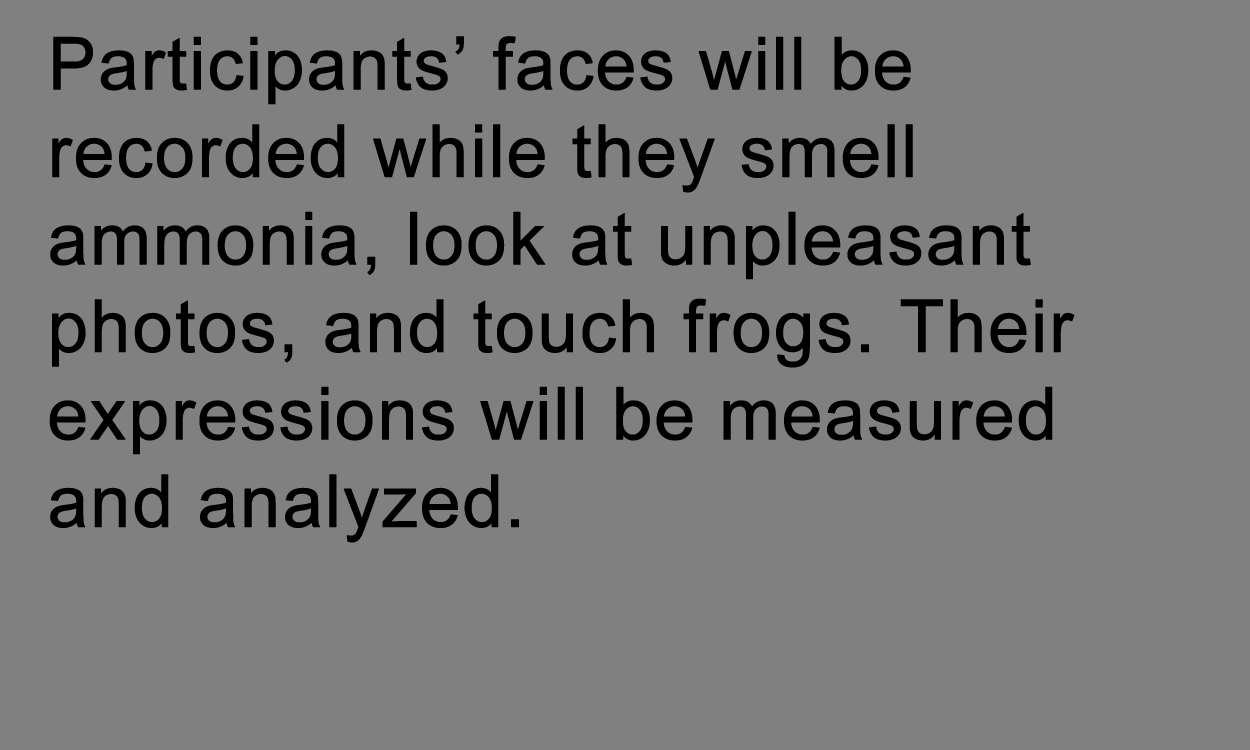 Participants’ faces will be
recorded while they smell
ammonia, look at unpleasant
photos, and touch frogs. Their
expressions will be measured
and analyzed.